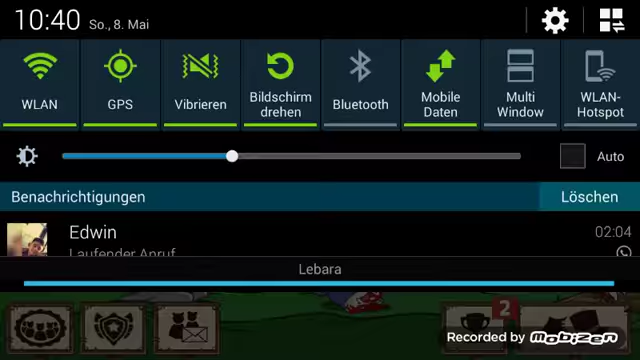 10:40 So., 8. Mai
WLAN
GPS
Vibrieren
Bildschirm
drehen
Bluetooth
Mobile
Daten
Multi
Window
WLAN-
Hotspot
Auto
Benachrichtigungen
Löschen
Edwin
02:04
Laufender Anruf
Lebara
2
Recorded by Mobizen